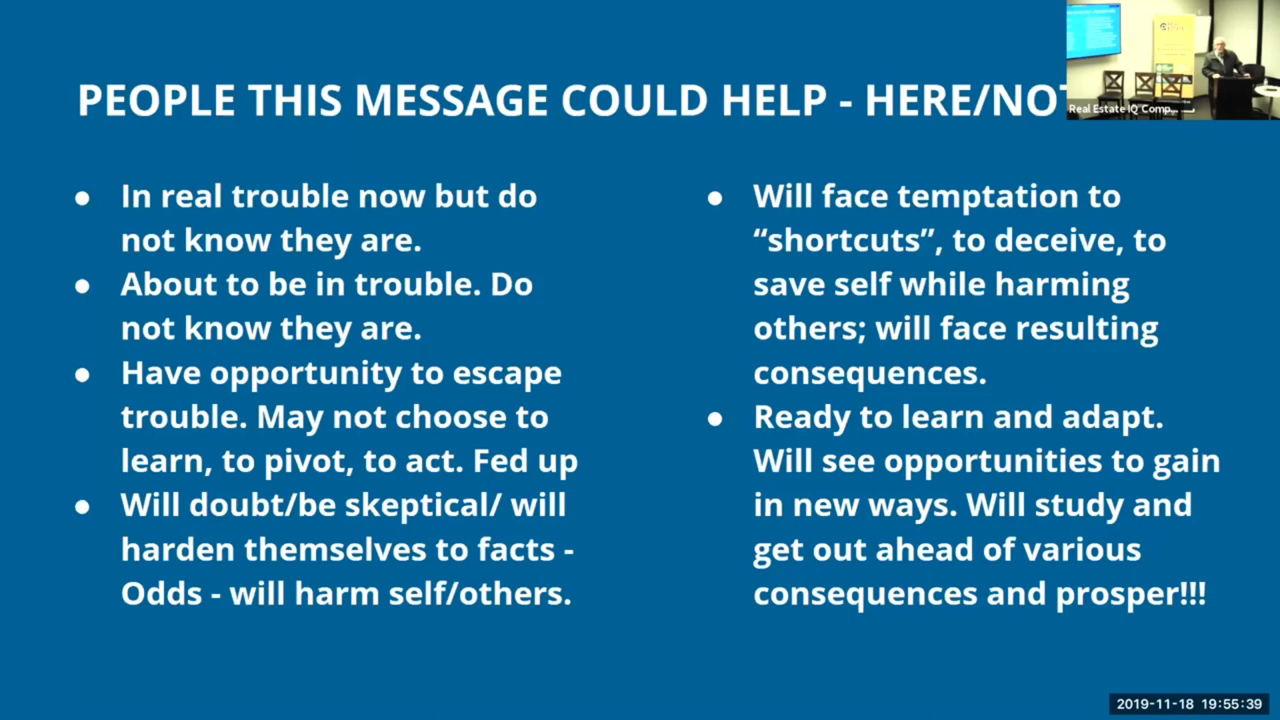 PEOPLE THIS MESSAGE COULD HELP - HERE/NOT
Real Estate IQ Comp...
● In real trouble now but do
not know they are.
● About to be in trouble. Do
not know they are.
● Have opportunity to escape
trouble. May not choose to
learn, to pivot, to act. Fed up
● Will doubt/be skeptical/ will
harden themselves to facts -
Odds - will harm self/others.
● Will face temptation to
“shortcuts”, to deceive, to
save self while harming
others; will face resulting
consequences.
● Ready to learn and adapt.
Will see opportunities to gain
in new ways. Will study and
get out ahead of various
consequences and prosper!!!
2019-11-18 19:55:39